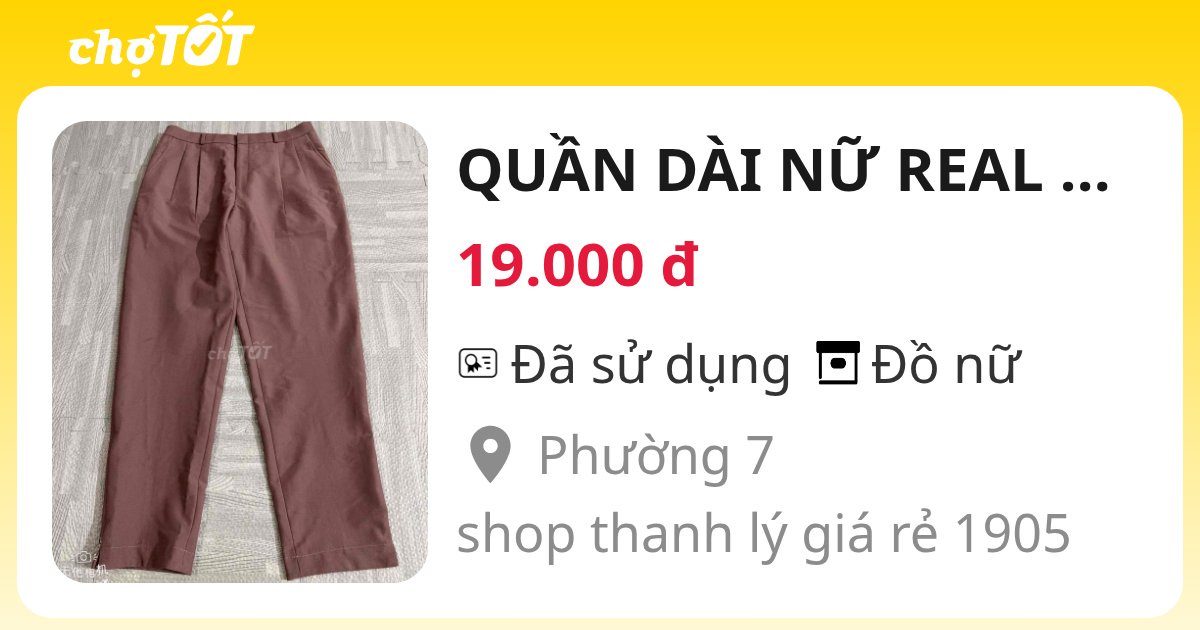 chợTỐT
QUẦN DÀI NỮ REAL ...
19.000 đ
Đã sử dụng Đồ nữ
chợTỐT
Phường 7
shop thanh lý giá rẻ 1905